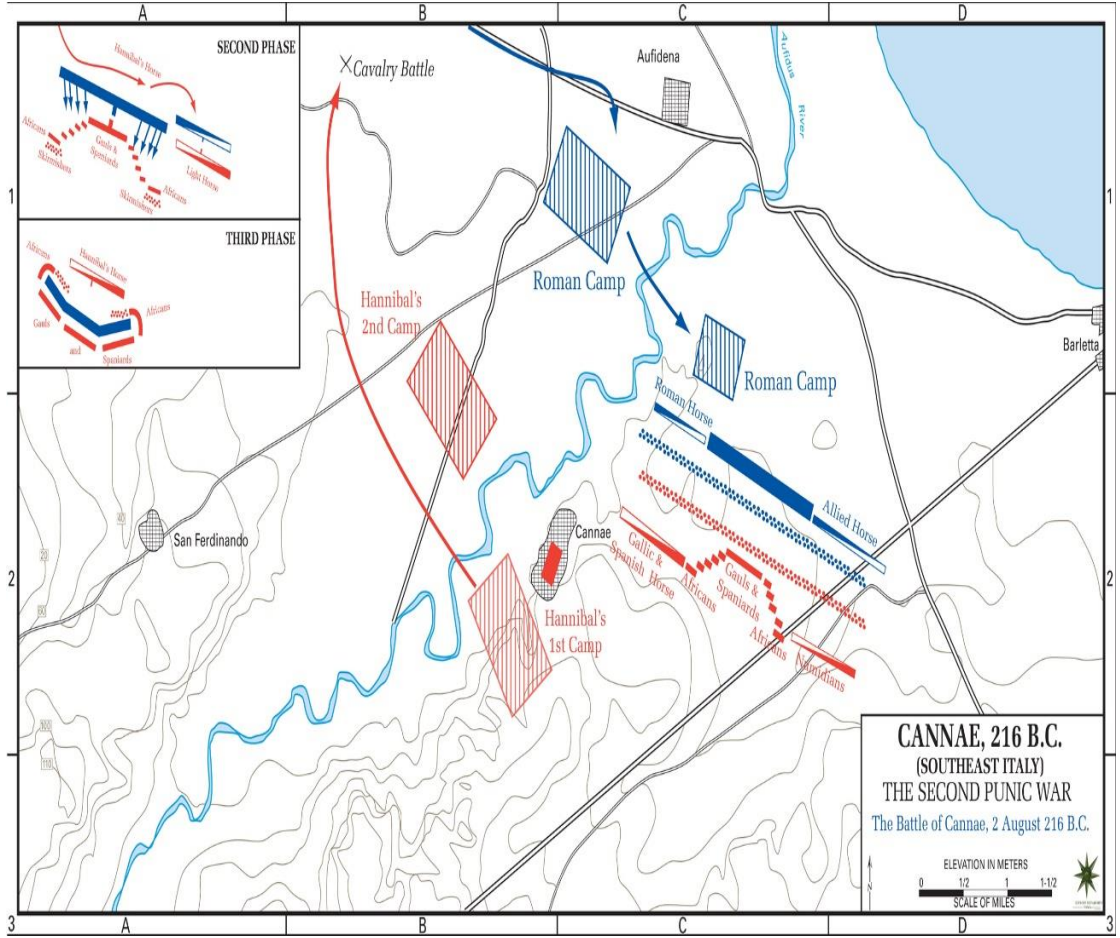 A
B
C
D
1
2
3
A
B
C
D
1
2
3
SECOND PHASE
Hannibal's Horse
Africans
Skirmishers
Gauls &
Spaniards
Light Horse
Africans
Skirmishers
THIRD PHASE
Africans
Hannibal's Horse
Africans
Gauls
and
Spaniards
Cavalry Battle
Aufidena
Aufidus
River
Roman Camp
Hannibal's
2nd Camp
Barletta
Roman Camp
Roman Horse
Allied Horse
San Ferdinando
Cannae
Gallic &
Spanish Horse
Africans
Gauls &
Spaniards
Africans
Numidians
Hannibal's
1st Camp
CANNAE, 216 B.C.
(SOUTHEAST ITALY)
THE SECOND PUNIC WAR
The Battle of Cannae, 2 August 216 B.C.
ELEVATION IN METERS
0 1/2 1 1-1/2
SCALE OF MILES
N